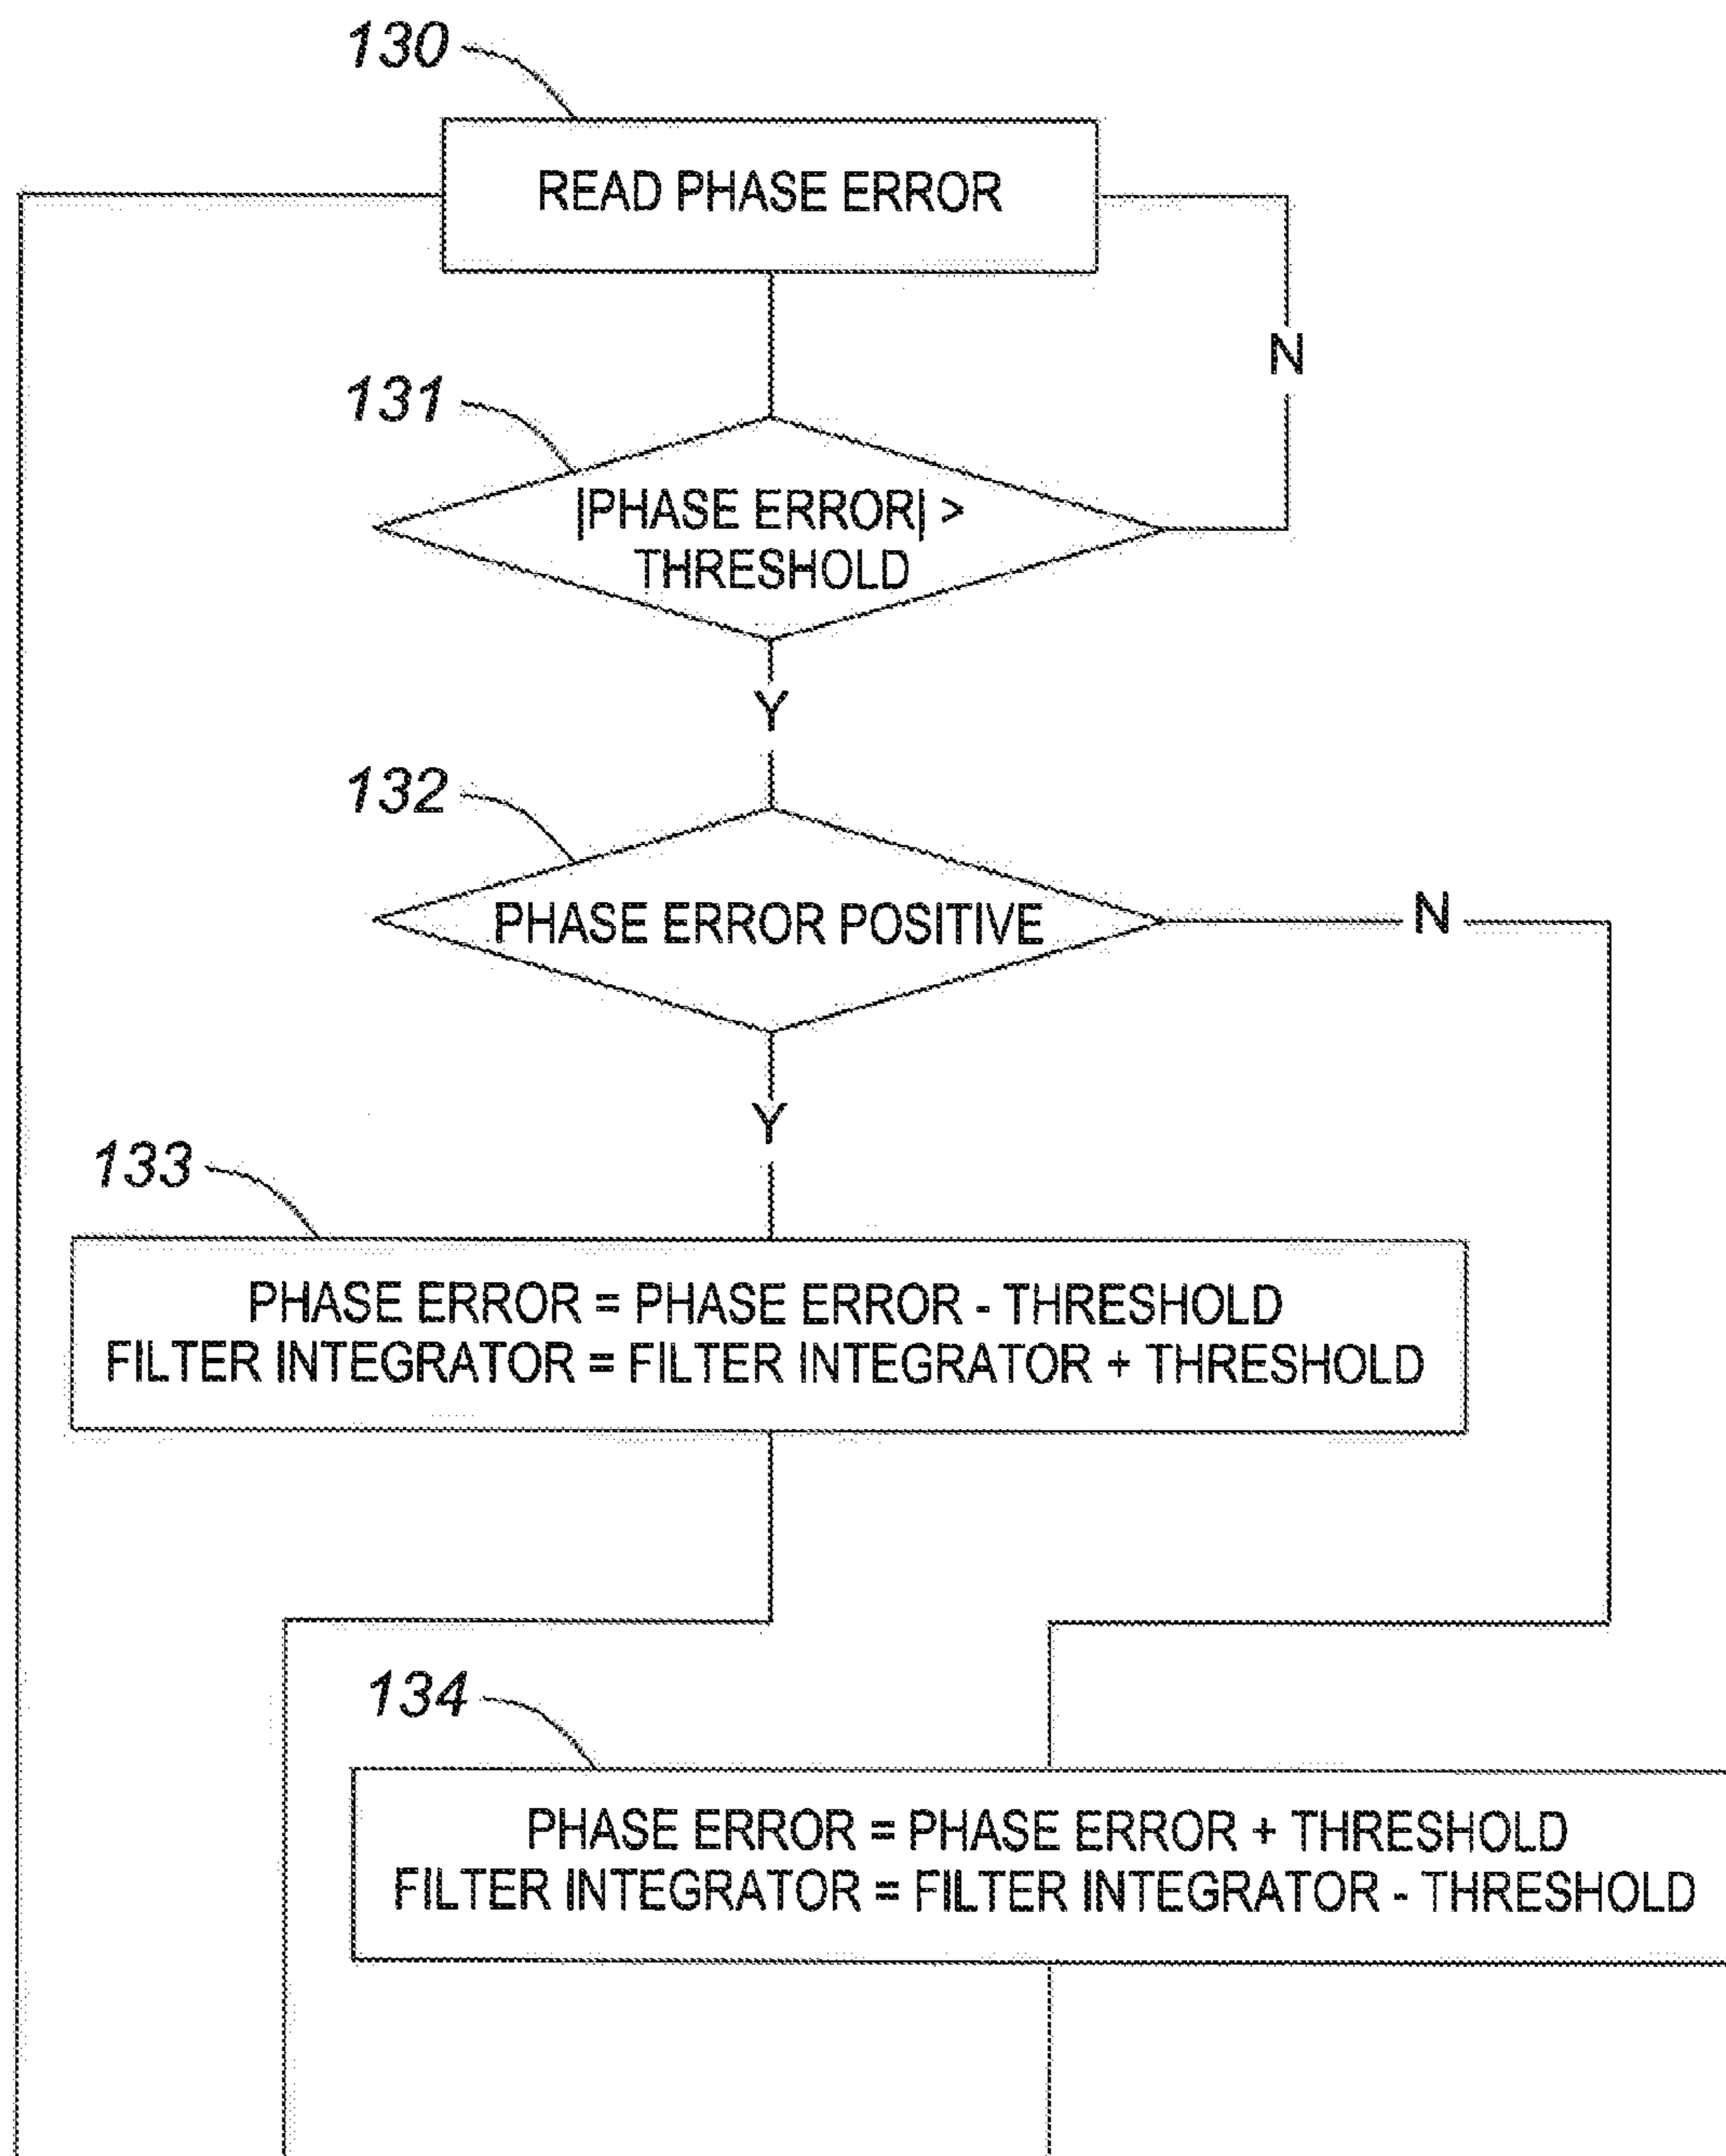 130
READ PHASE ERROR
N
131
|PHASE ERROR| >
THRESHOLD
Y
132
PHASE ERROR POSITIVE
N
Y
133
PHASE ERROR = PHASE ERROR - THRESHOLD
FILTER INTEGRATOR = FILTER INTEGRATOR + THRESHOLD
134
PHASE ERROR = PHASE ERROR + THRESHOLD
FILTER INTEGRATOR = FILTER INTEGRATOR - THRESHOLD